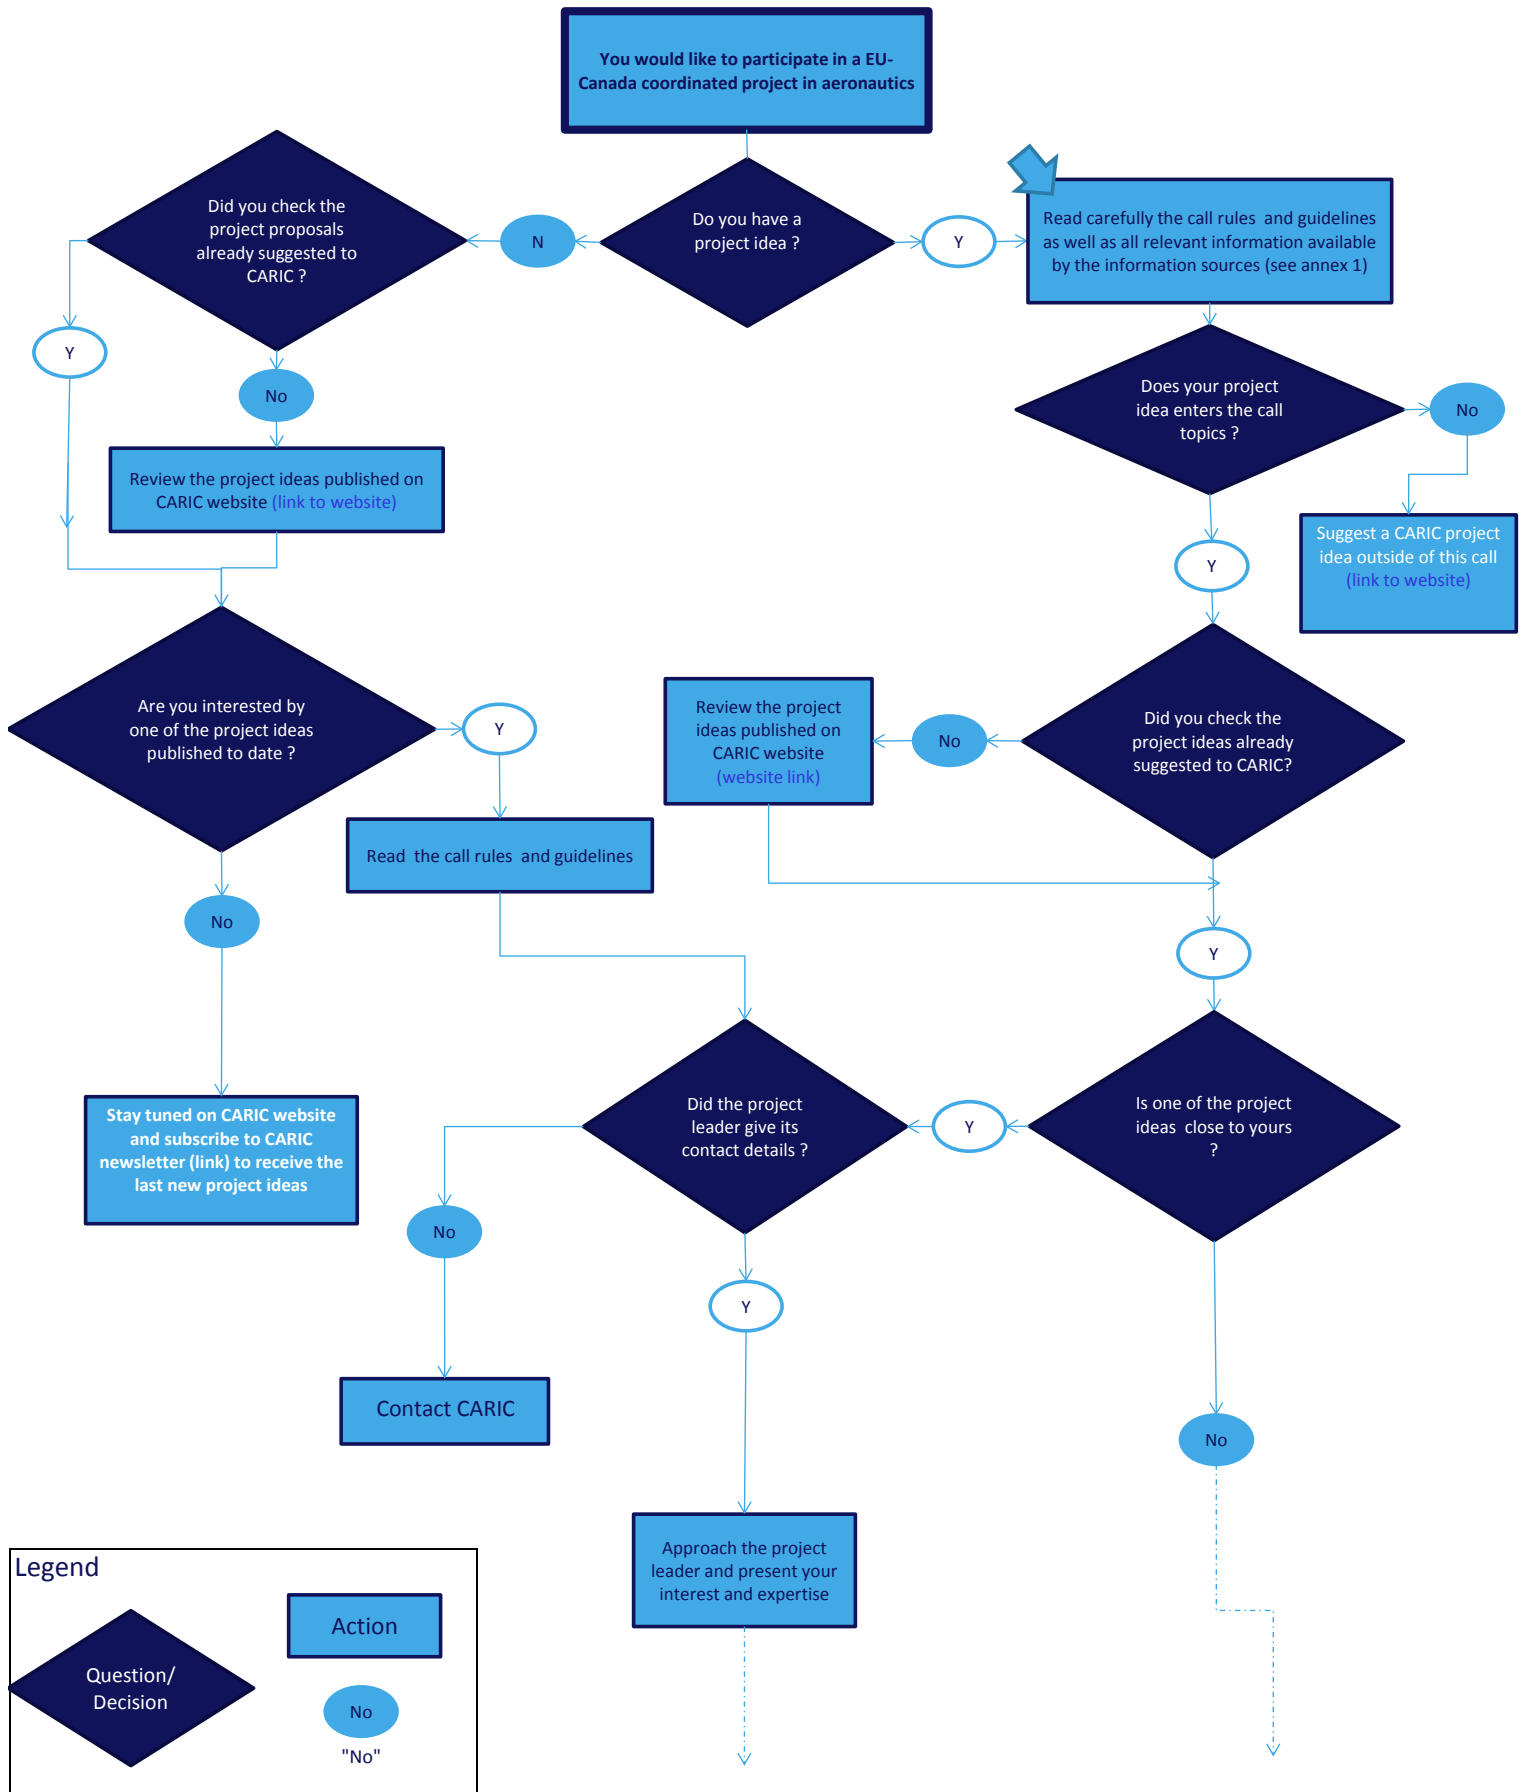 You would like to participate in a EU-
Canada coordinated project in aeronautics
Did you check the
project proposals
already suggested to
CARIC ?
N
Do you have a
project idea ?
Y
Read carefully the call rules  and guidelines
as well as all relevant information available
by the information sources (see annex 1)
Y
No
Does your project
idea enters the call
topics ?
No
Review the project ideas published on
CARIC website (link to website)
Suggest a CARIC project
idea outside of this call
(link to website)
Y
Are you interested by
one of the project ideas
published to date ?
Y
Review the project
ideas published on
CARIC website
(website link)
No
Did you check the
project ideas already
suggested to CARIC?
Read  the call rules  and guidelines
No
Y
Stay tuned on CARIC website
and subscribe to CARIC
newsletter (link) to receive the
last new project ideas
Did the project
leader give its
contact details ?
Y
Is one of the project
ideas  close to yours
?
No
Y
Contact CARIC
No
Approach the project
leader and present your
interest and expertise
Legend
Action
Question/
Decision
No
"No"